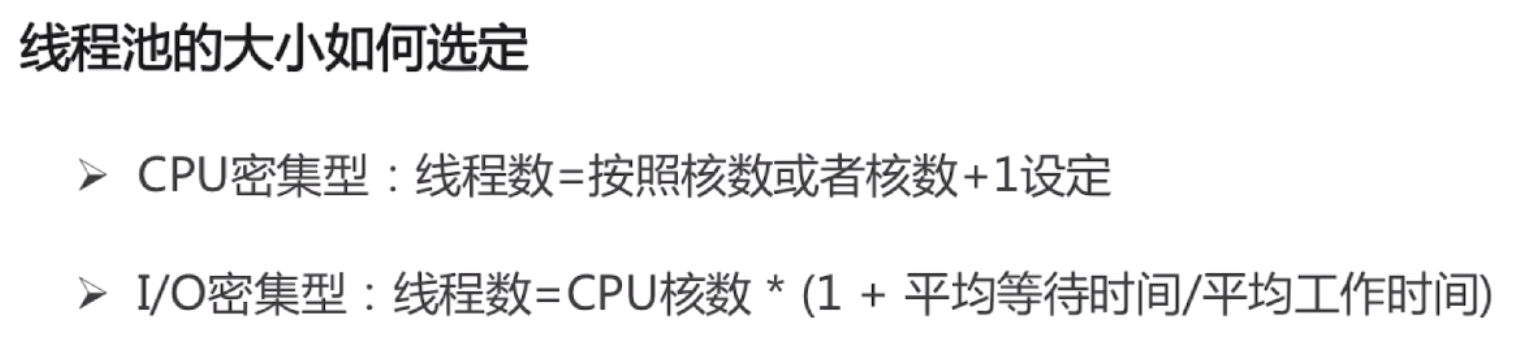 线程池的大小如何选定
➢ CPU密集型：线程数=按照核数或者核数+1设定
➢ I/O密集型：线程数=CPU核数 * (1 + 平均等待时间/平均工作时间)